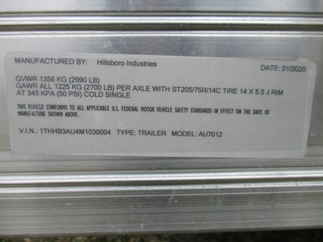 MANUFACTURED BY: Hillsboro Industries DATE: 01/2020
GVWR 1356 KG (2990 LB)
GAWR ALL 1225 KG (2700 LB) PER AXLE WITH ST205/75R14C TIRE 14 X 5.5 J RIM
AT 345 KPA (50 PSI) COLD SINGLE
THIS VEHICLE CONFORMS TO ALL APPLICABLE U.S. FEDERAL MOTOR VEHICLE SAFETY STANDARDS IN EFFECT ON THE DATE OF
MANUFACTURE SHOWN ABOVE.
V.I.N.: 1THHB3AU4M1039004 TYPE: TRAILER MODEL: AU7012